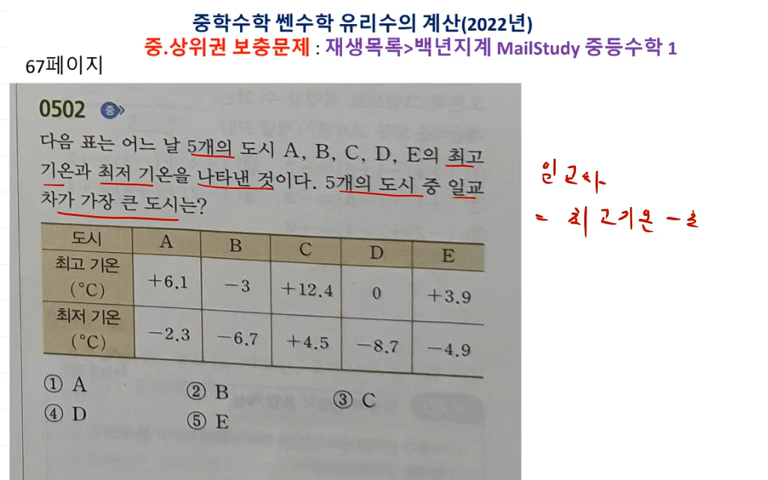 중학수학 쎈수학 유리수의 계산(2022년)
중.상위권 보충문제 : 재생목록>백년지계 MailStudy 중등수학 1
67페이지
0502 중
다음 표는 어느 날 5개의 도시 A, B, C, D, E의 최고
기온과 최저 기온을 나타낸 것이다. 5개의 도시 중 일교
차가 가장 큰 도시는?
도시 A B C D E
최고 기온 (℃) +6.1 −3 +12.4 0 +3.9
최저 기온 (℃) −2.3 −6.7 +4.5 −8.7 −4.9
① A ② B ③ C
④ D ⑤ E
일교차
= 최고기온 − 최